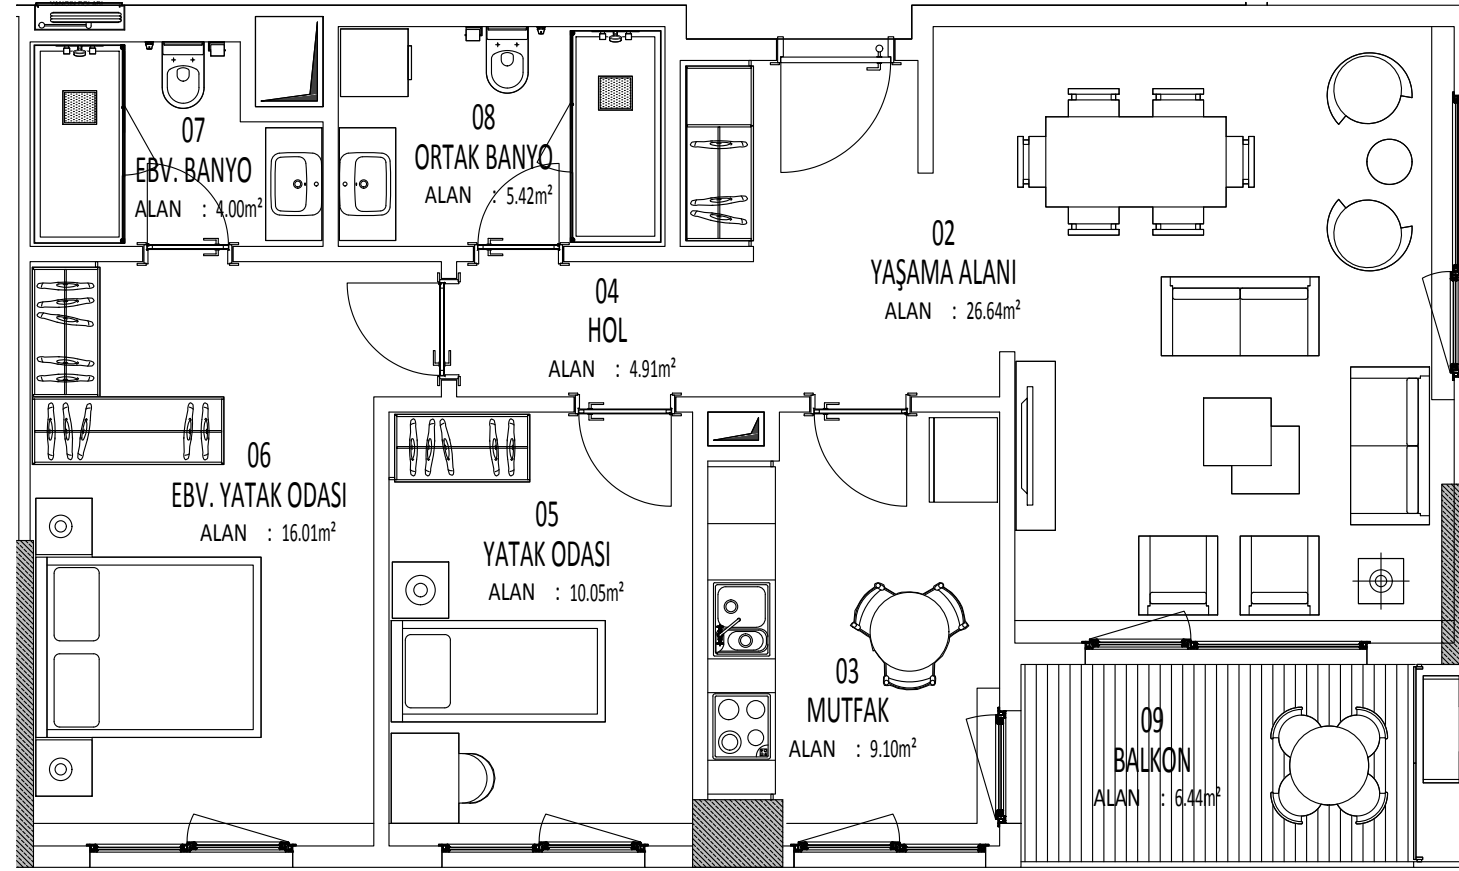 07
EBV. BANYO
ALAN : 4.00m²
08
ORTAK BANYO
ALAN : 5.42m²
02
YAŞAMA ALANI
ALAN : 26.64m²
04
HOL
ALAN : 4.91m²
06
EBV. YATAK ODASI
ALAN : 16.01m²
05
YATAK ODASI
ALAN : 10.05m²
03
MUTFAK
ALAN : 9.10m²
09
BALKON
ALAN : 6.44m²